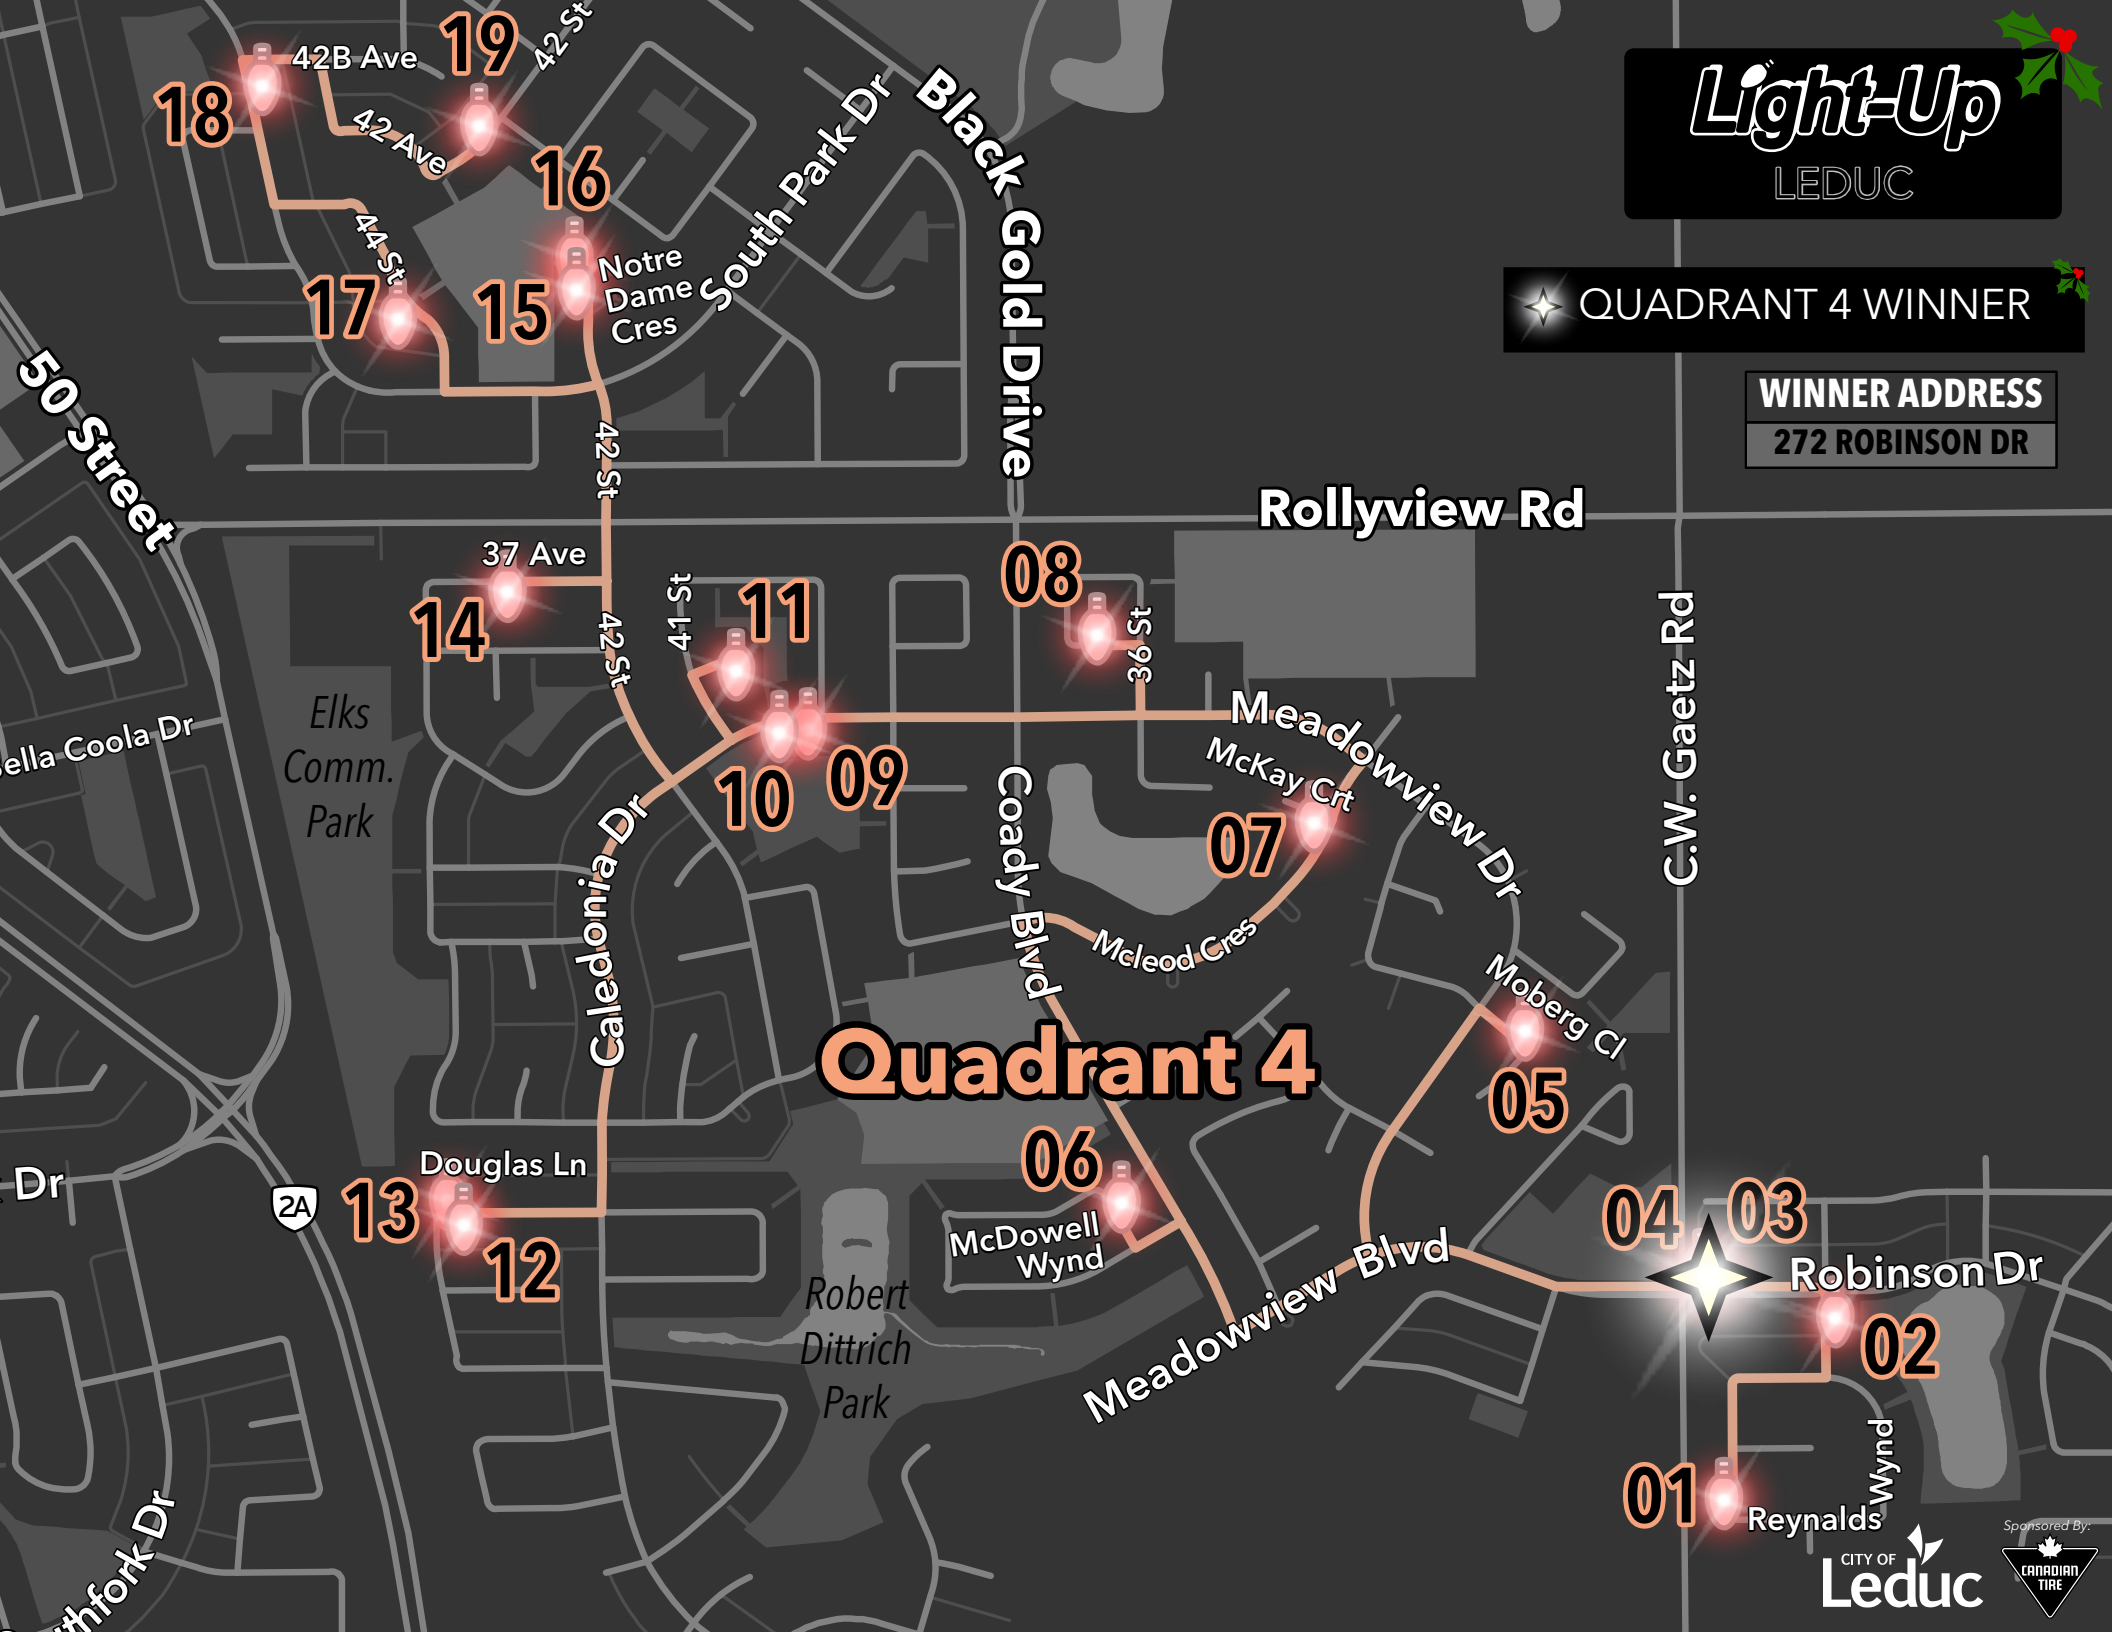 42B Ave
19
42 St
18
42 Ave
16
South Park Dr
Black Gold Drive
Light-Up
LEDUC
44 St
17
15
Notre
Dame
Cres
QUADRANT 4 WINNER
WINNER ADDRESS
272 ROBINSON DR
50 Street
42 St
Rollyview Rd
37 Ave
14
42 St
41 St
11
08
36 St
C.W. Gaetz Rd
Elks
Comm.
Park
ella Coola Dr
10
09
Meadowview Dr
McKay Crt
07
Coady Blvd
Caledonia Dr
Mcleod Cres
Moberg Cl
05
Quadrant 4
06
McDowell
Wynd
Douglas Ln
13
12
2A
Dr
Robert
Dittrich
Park
Meadowview Blvd
04
03
Robinson Dr
02
01
Reynalds Wynd
thfork Dr
CITY OF
Leduc
Sponsored By:
CANADIAN
TIRE